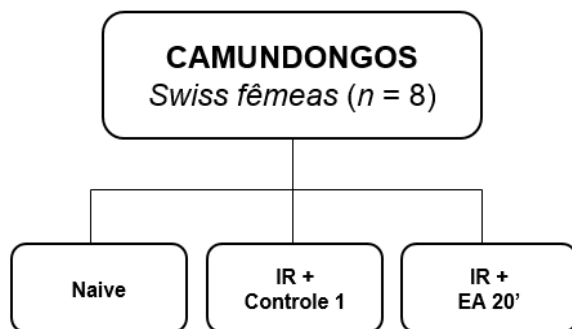 CAMUNDONGOS
Swiss fêmeas (n = 8)
Naive
IR +
Controle 1
IR +
EA 20’